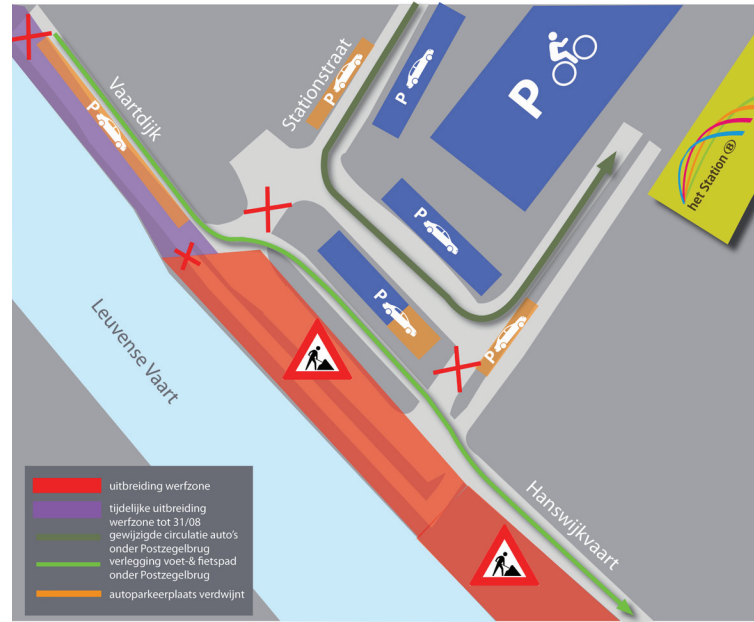 Vaartdijk
Stationstraat
P
P
P
P
P
P
P
P
het Station B
Leuvense Vaart
Hanswijkvaart
uitbreiding werfzone
tijdelijke uitbreiding
werfzone tot 31/08
gewijzigde circulatie auto's
onder Postzegelbrug
verlegging voet-& fietspad
onder Postzegelbrug
autoparkeerplaats verdwijnt